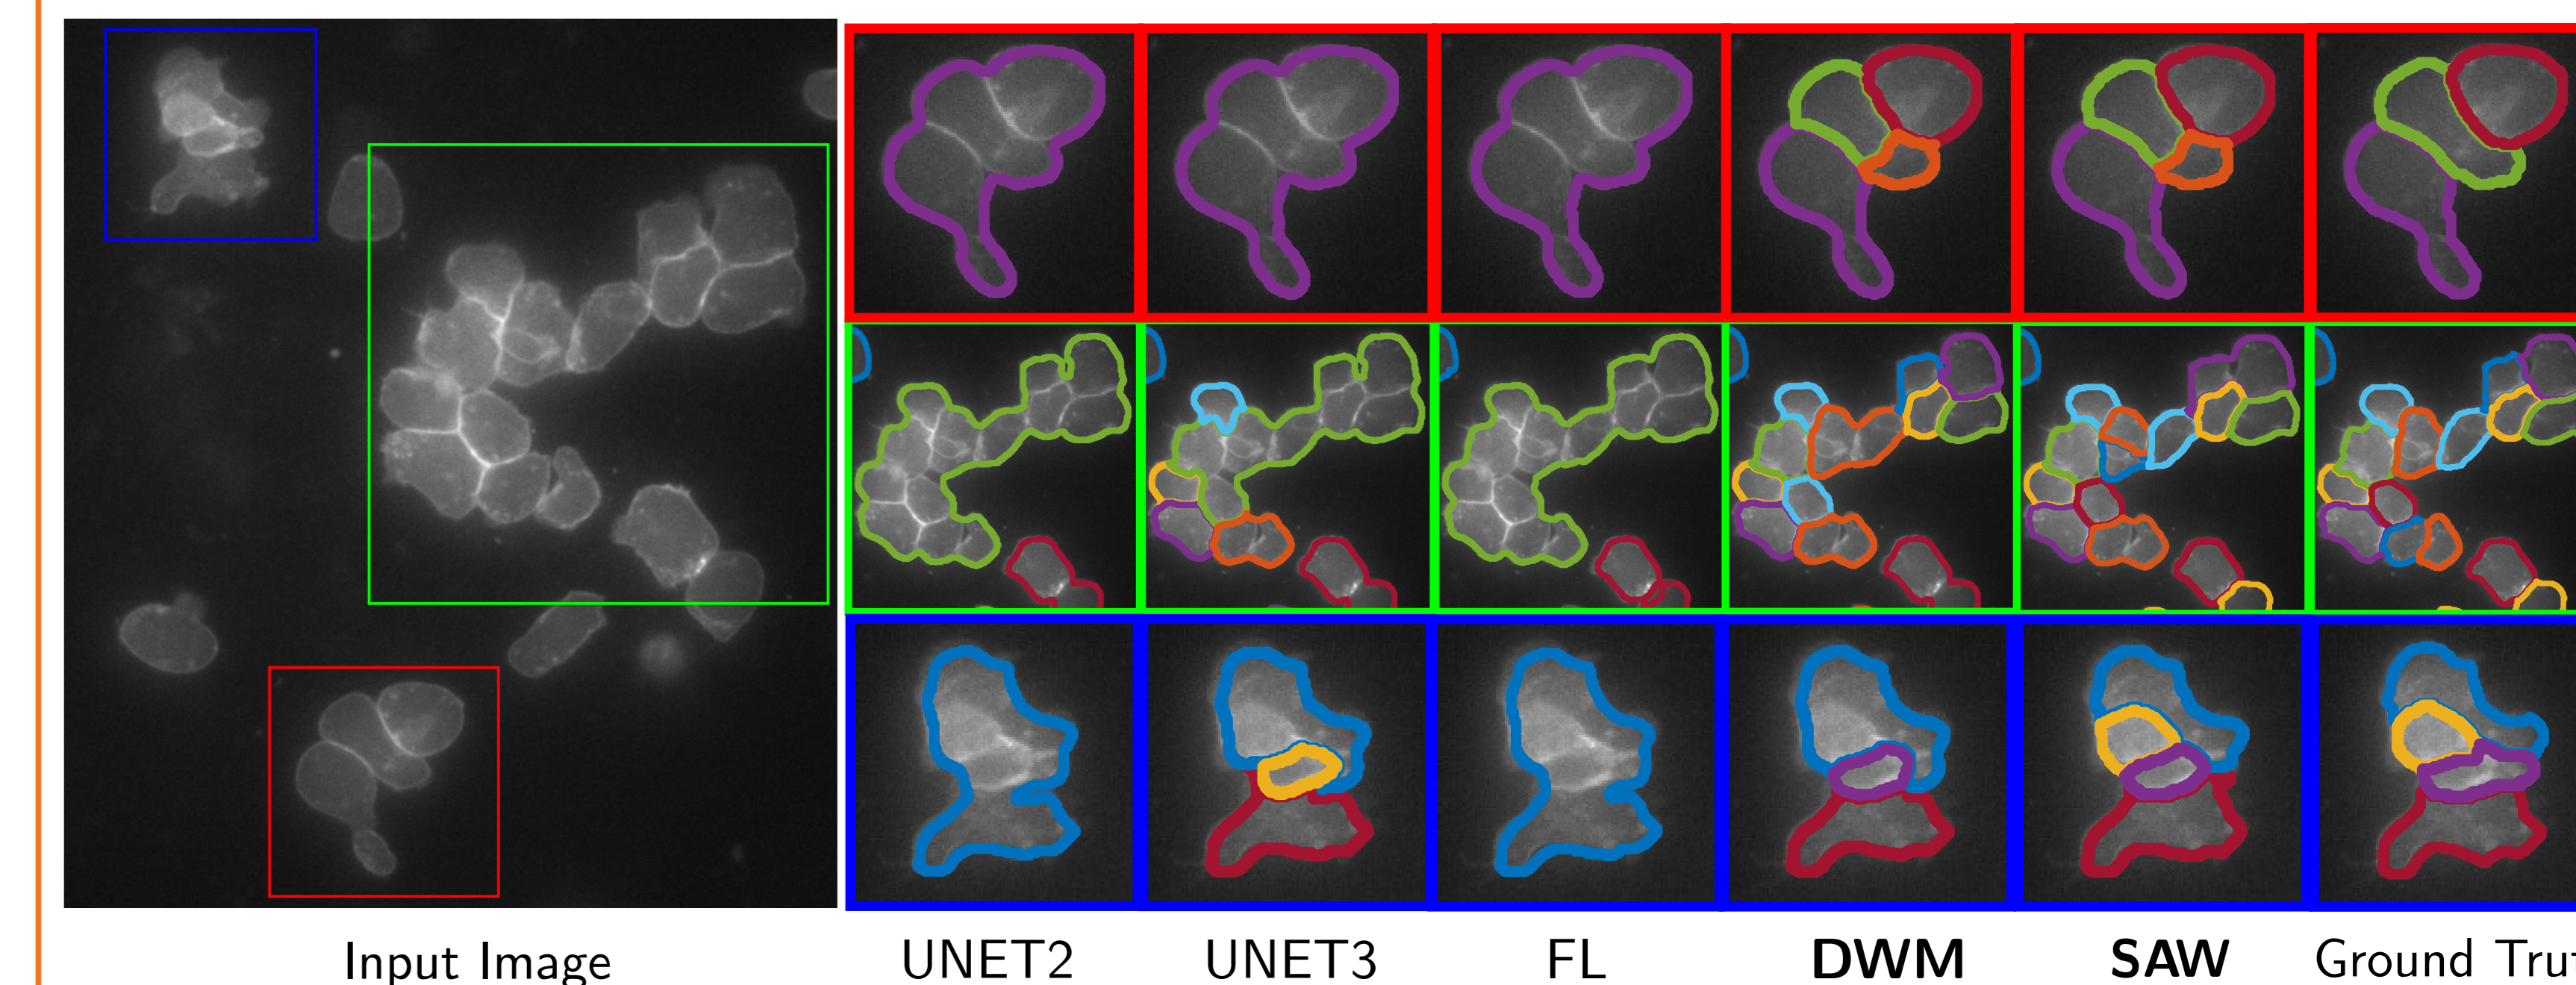 Input Image
UNET2
UNET3
FL
DWM
SAW
Ground Trut